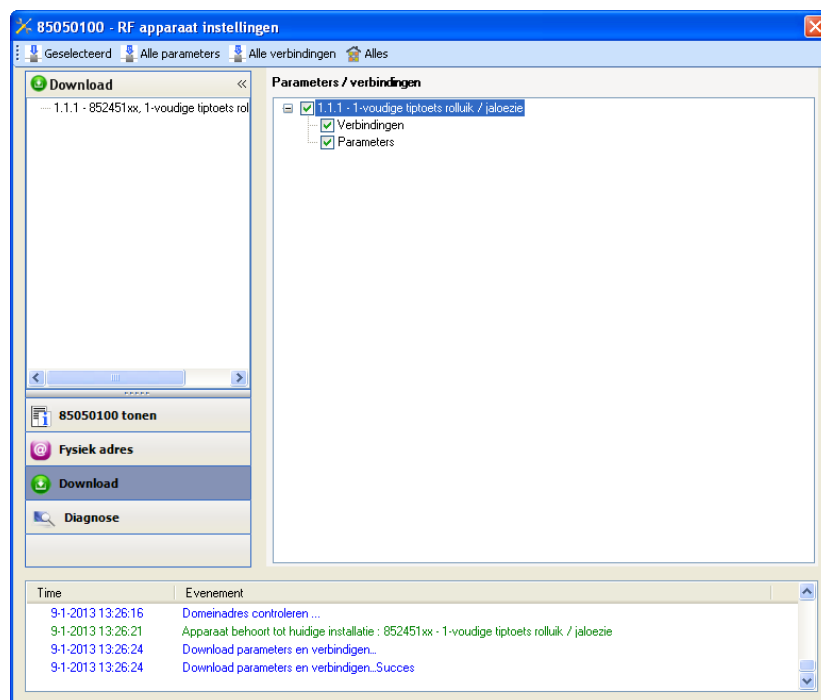 85050100 - RF apparaat instellingen
Geselecteerd Alle parameters Alle verbindingen Alles
Download «
1.1.1 - 852451xx, 1-voudige tiptoets rol
Parameters / verbindingen
1.1.1 - 1-voudige tiptoets rolluik / jaloezie
Verbindingen
Parameters
85050100 tonen
Fysiek adres
Download
Diagnose
Time Evenement
9-1-2013 13:26:16 Domeinadres controleren ...
9-1-2013 13:26:21 Apparaat behoort tot huidige installatie : 852451xx - 1-voudige tiptoets rolluik / jaloezie
9-1-2013 13:26:24 Download parameters en verbindigen...
9-1-2013 13:26:24 Download parameters en verbindigen...Succes